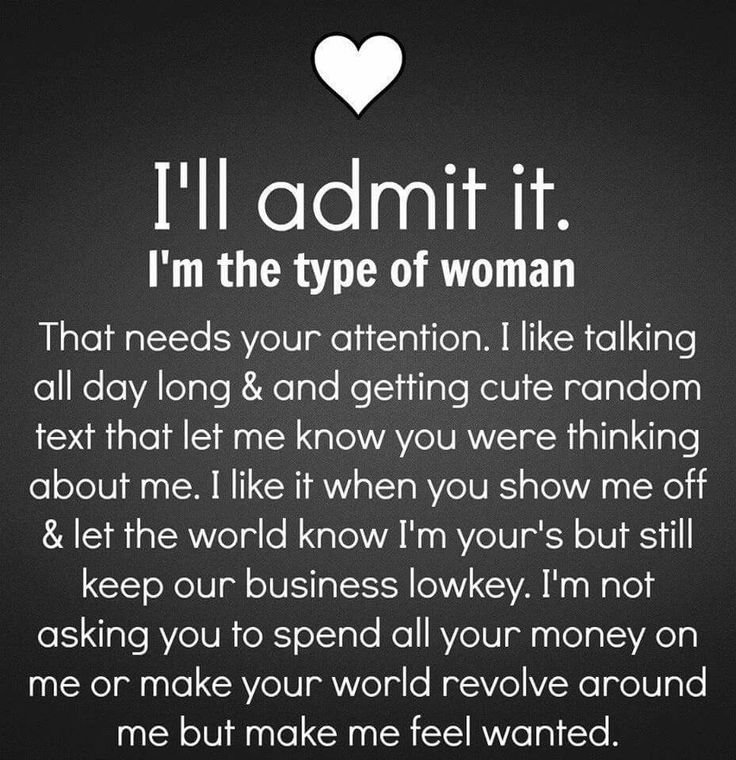 I'll admit it.
I'm the type of woman
That needs your attention. I like talking
all day long & and getting cute random
text that let me know you were thinking
about me. I like it when you show me off
& let the world know I'm your's but still
keep our business lowkey. I'm not
asking you to spend all your money on
me or make your world revolve around
me but make me feel wanted.